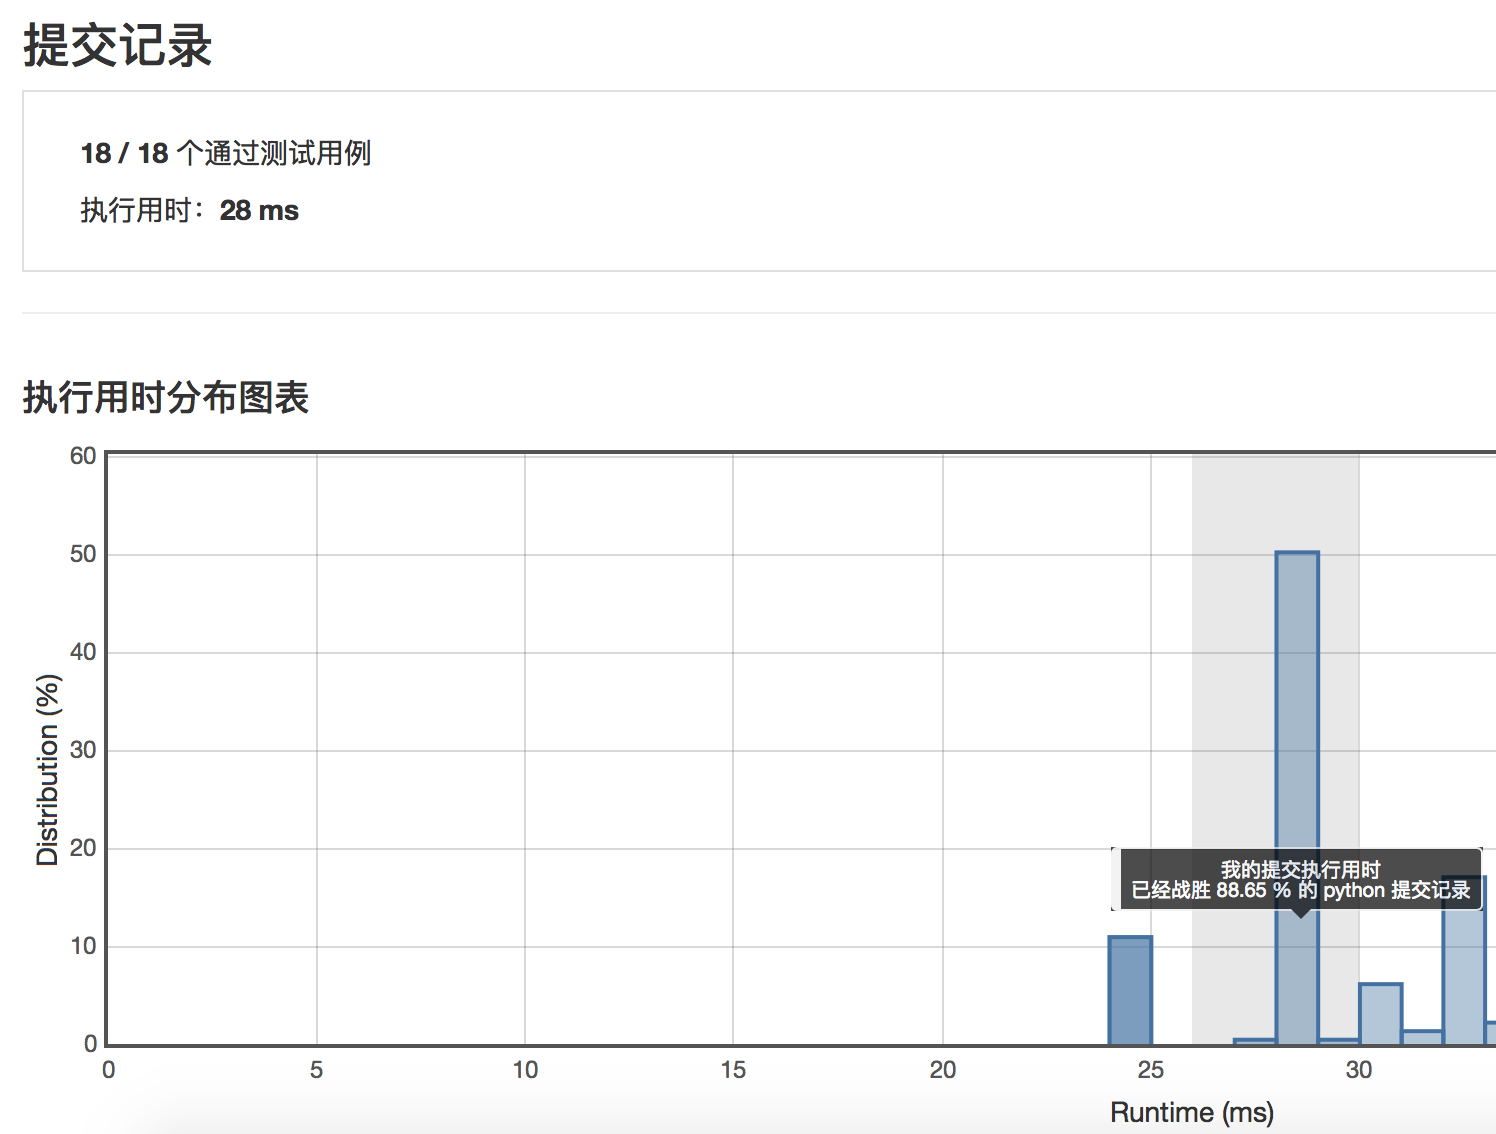 提交记录
18 / 18 个通过测试用例
执行用时：28 ms
执行用时分布图表
60
50
40
30
20
10
0
Distribution (%)
我的提交执行用时
已经战胜 88.65 % 的 python 提交记录
0 5 10 15 20 25 30
Runtime (ms)